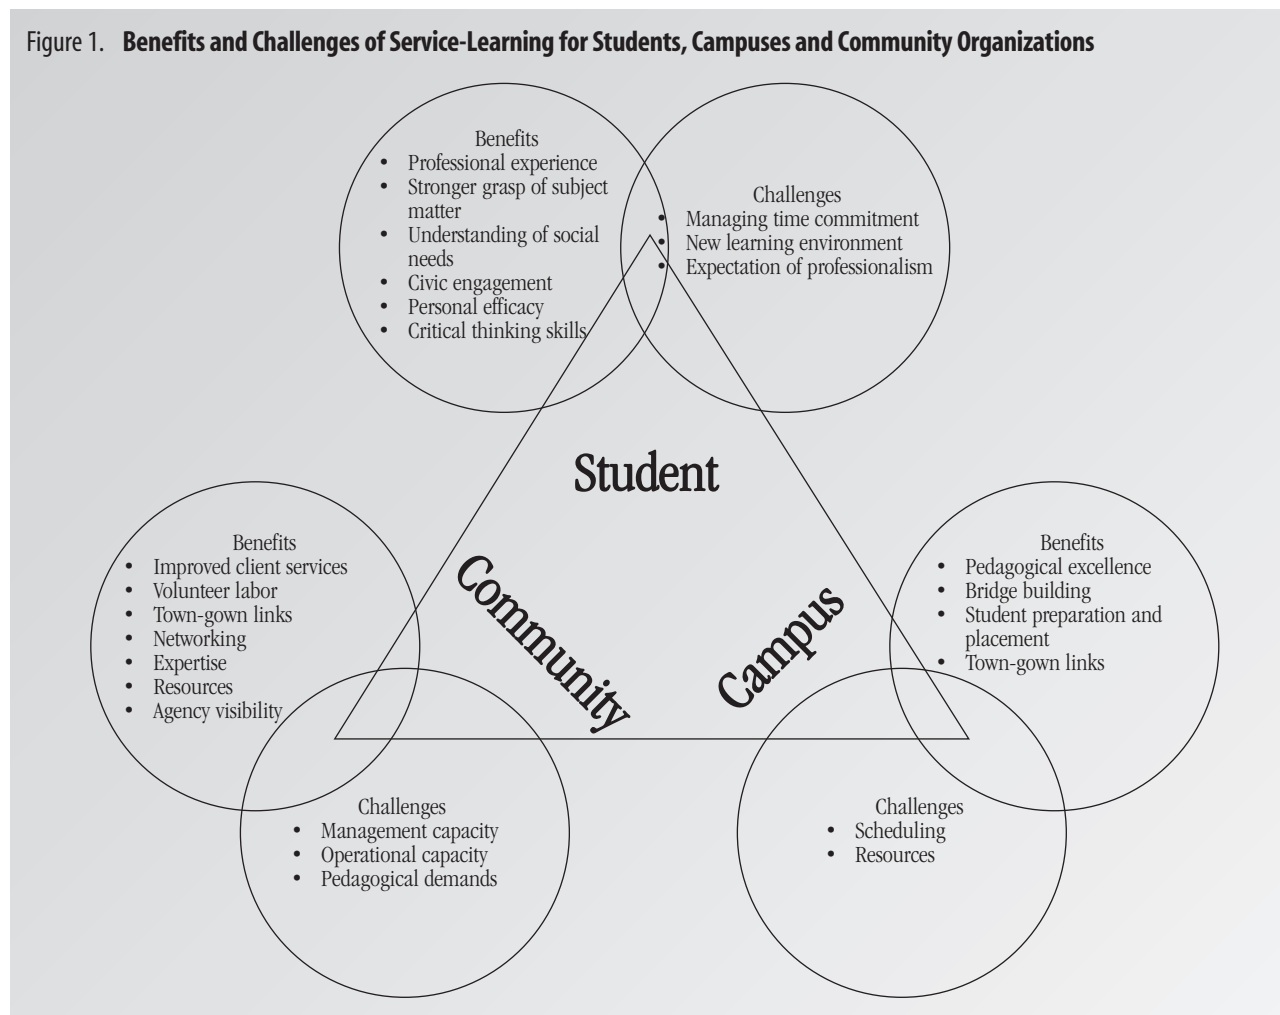 Figure 1. Benefits and Challenges of Service-Learning for Students, Campuses and Community Organizations
Benefits
• Professional experience
• Stronger grasp of subject
matter
• Understanding of social
needs
• Civic engagement
• Personal efficacy
• Critical thinking skills
Challenges
• Managing time commitment
• New learning environment
• Expectation of professionalism
Student
Community
Campus
Benefits
• Improved client services
• Volunteer labor
• Town-gown links
• Networking
• Expertise
• Resources
• Agency visibility
Benefits
• Pedagogical excellence
• Bridge building
• Student preparation and
placement
• Town-gown links
Challenges
• Management capacity
• Operational capacity
• Pedagogical demands
Challenges
• Scheduling
• Resources